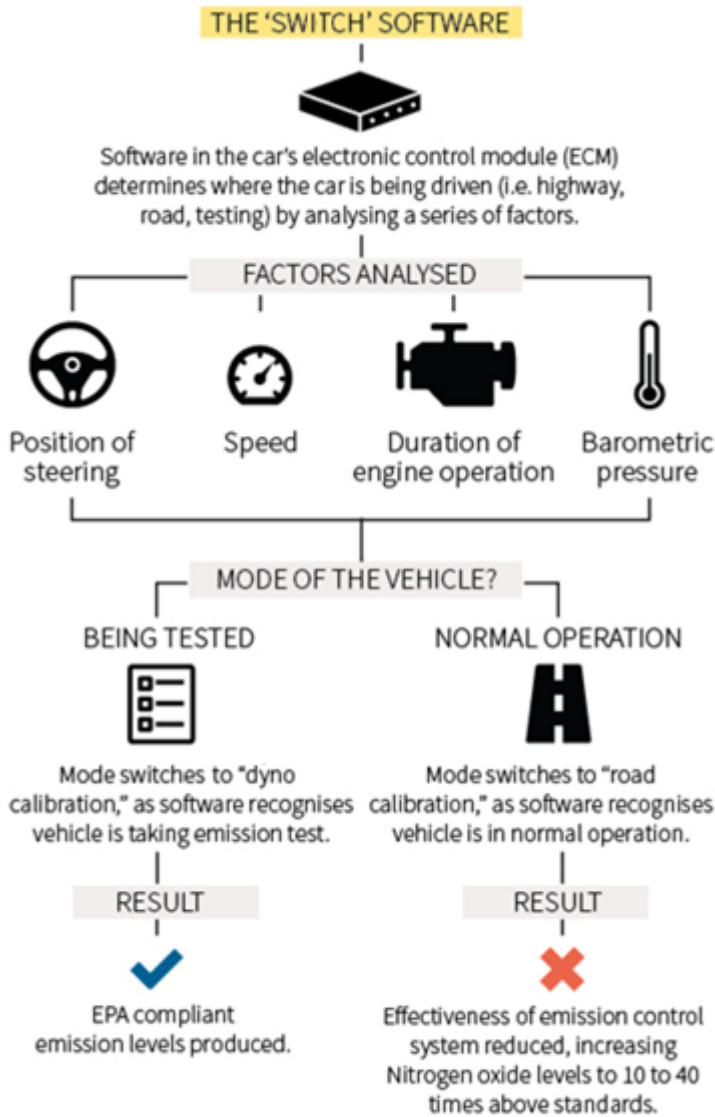 THE ‘SWITCH’ SOFTWARE
Software in the car's electronic control module (ECM)
determines where the car is being driven (i.e. highway,
road, testing) by analysing a series of factors.
FACTORS ANALYSED
Position of
steering
Speed
Duration of
engine operation
Barometric
pressure
MODE OF THE VEHICLE?
BEING TESTED
Mode switches to “dyno
calibration,” as software recognises
vehicle is taking emission test.
RESULT
EPA compliant
emission levels produced.
NORMAL OPERATION
Mode switches to “road
calibration,” as software recognises
vehicle is in normal operation.
RESULT
Effectiveness of emission control
system reduced, increasing
Nitrogen oxide levels to 10 to 40
times above standards.